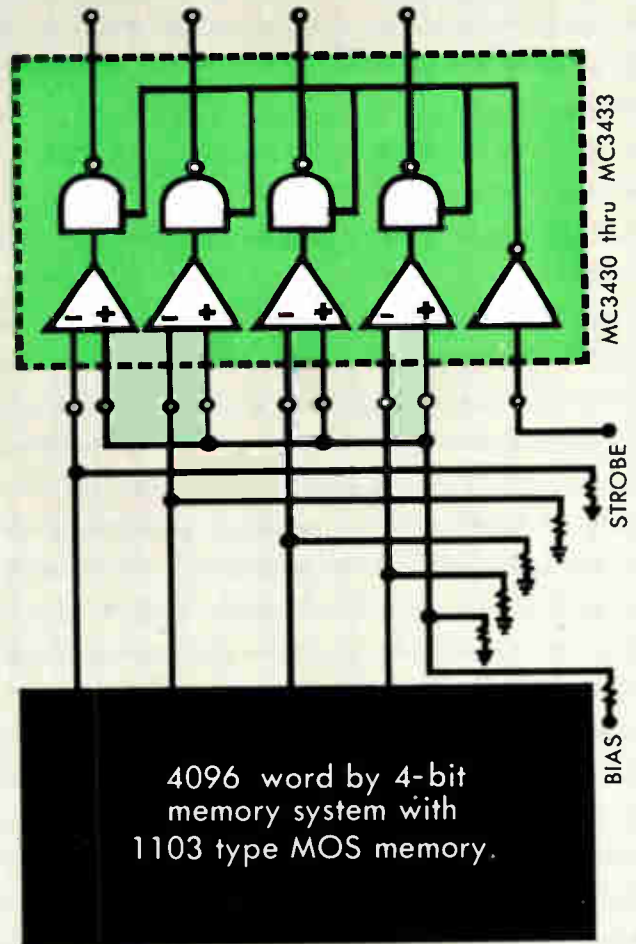 MC3430 thru MC3433
- + - + - + - +
STROBE
BIAS
4096 word by 4-bit
memory system with
1103 type MOS memory.